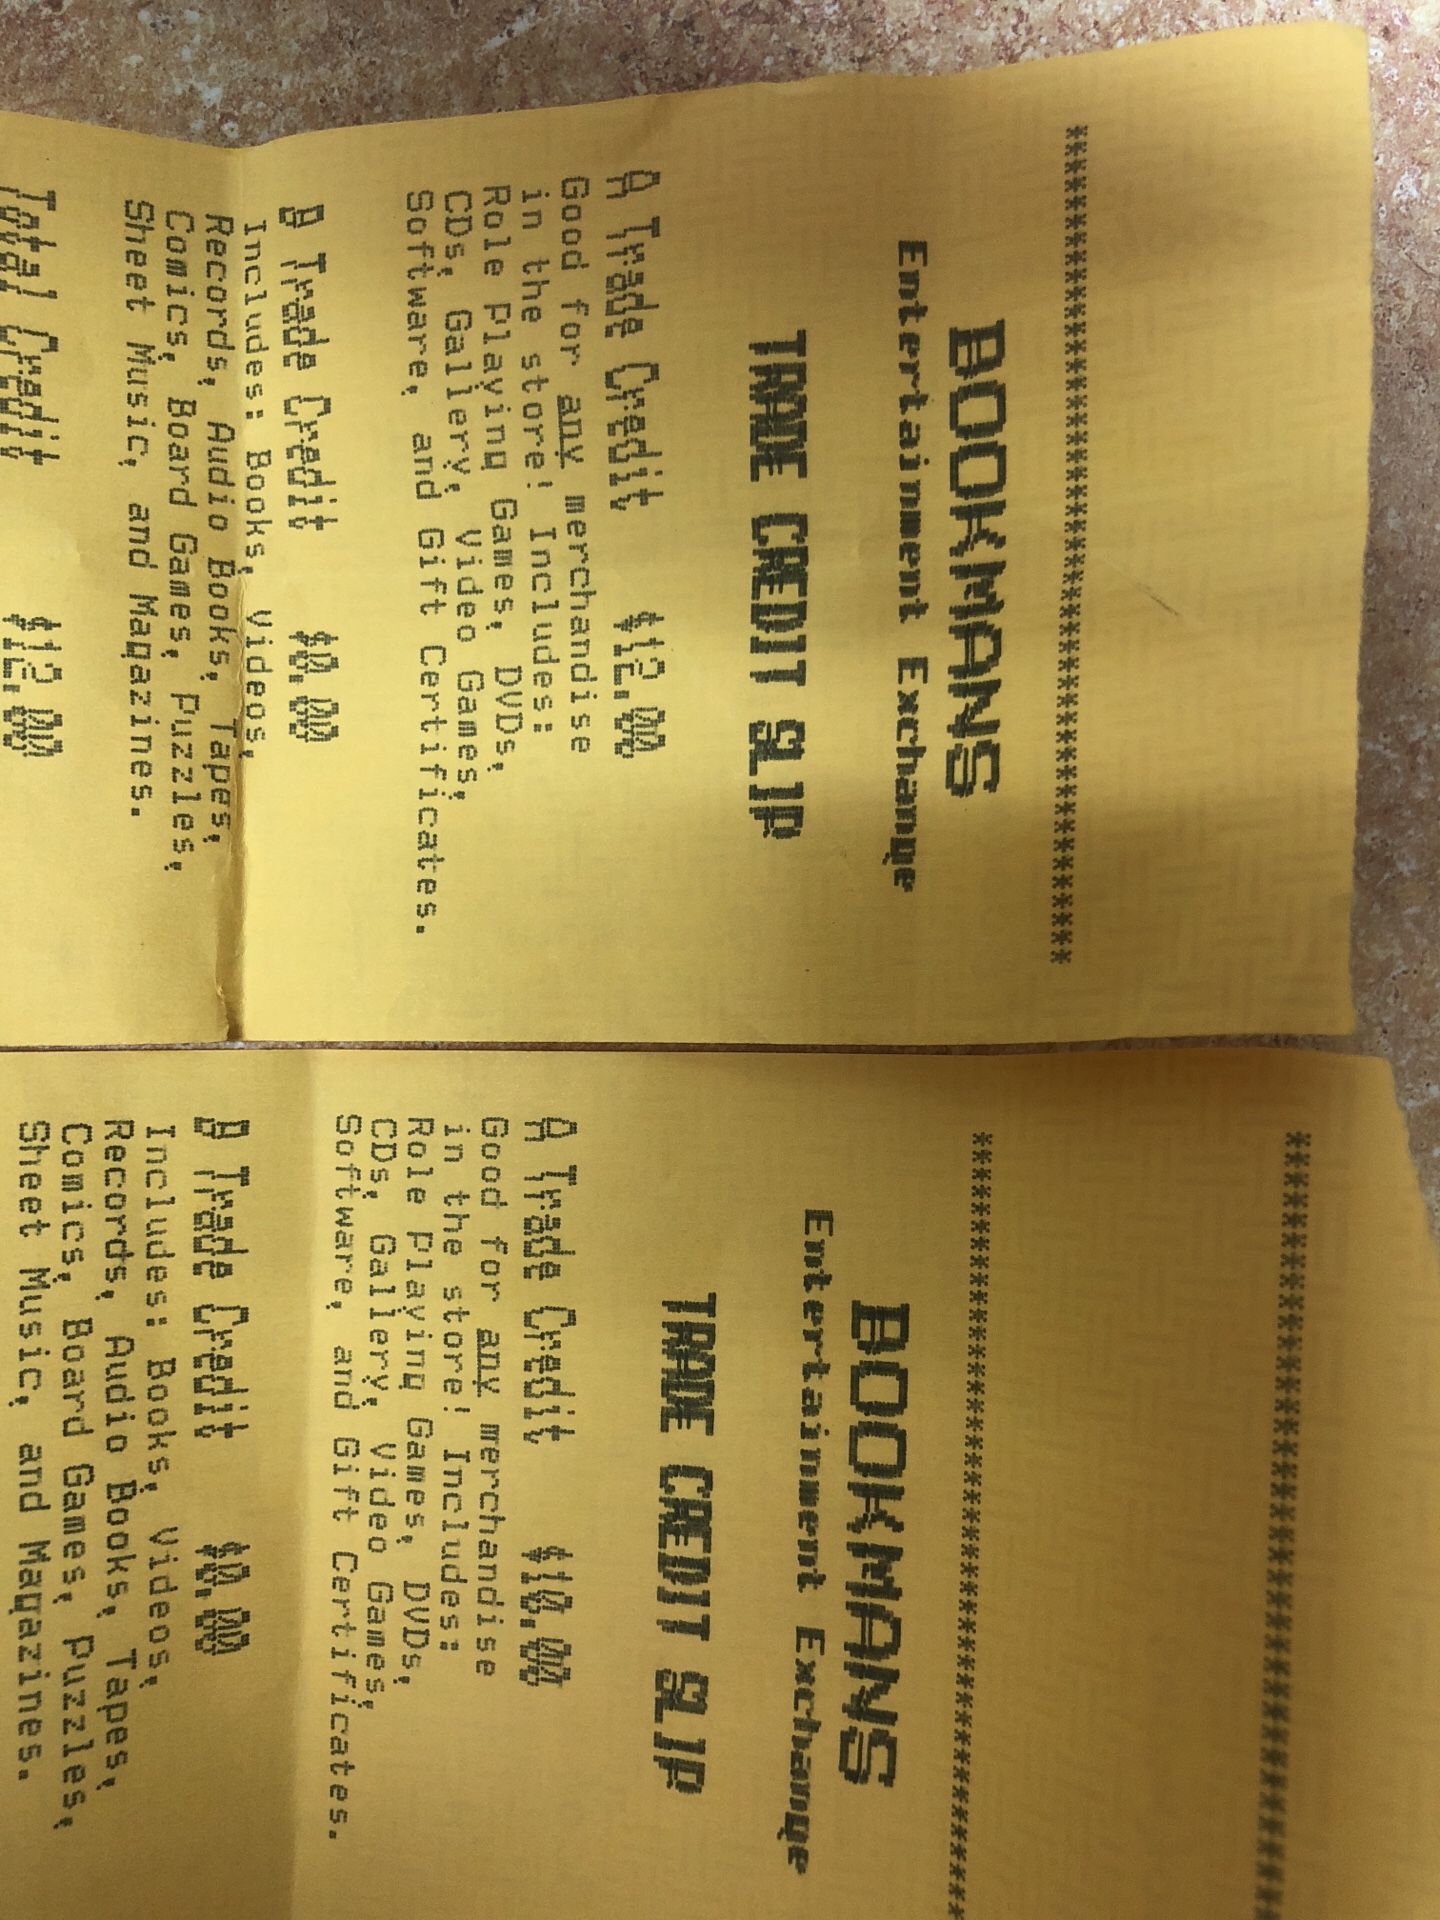 ****************************************
BOOKMANS
Entertainment Exchange
TRADE CREDIT SLIP
A Trade Credit $12.00
Good for any merchandise
in the store! Includes:
Role Playing Games, DVDs,
CDs, Gallery, Video Games,
Software, and Gift Certificates.
B Trade Credit $0.00
Includes: Books, Videos,
Records, Audio Books, Tapes,
Comics, Board Games, Puzzles,
Sheet Music, and Magazines.
Total Credit $12.00
****************************************
****************************************
BOOKMANS
Entertainment Exchange
TRADE CREDIT SLIP
A Trade Credit $10.00
Good for any merchandise
in the store! Includes:
Role Playing Games, DVDs,
CDs, Gallery, Video Games,
Software, and Gift Certificates.
B Trade Credit $0.00
Includes: Books, Videos,
Records, Audio Books, Tapes,
Comics, Board Games, Puzzles,
Sheet Music, and Magazines.